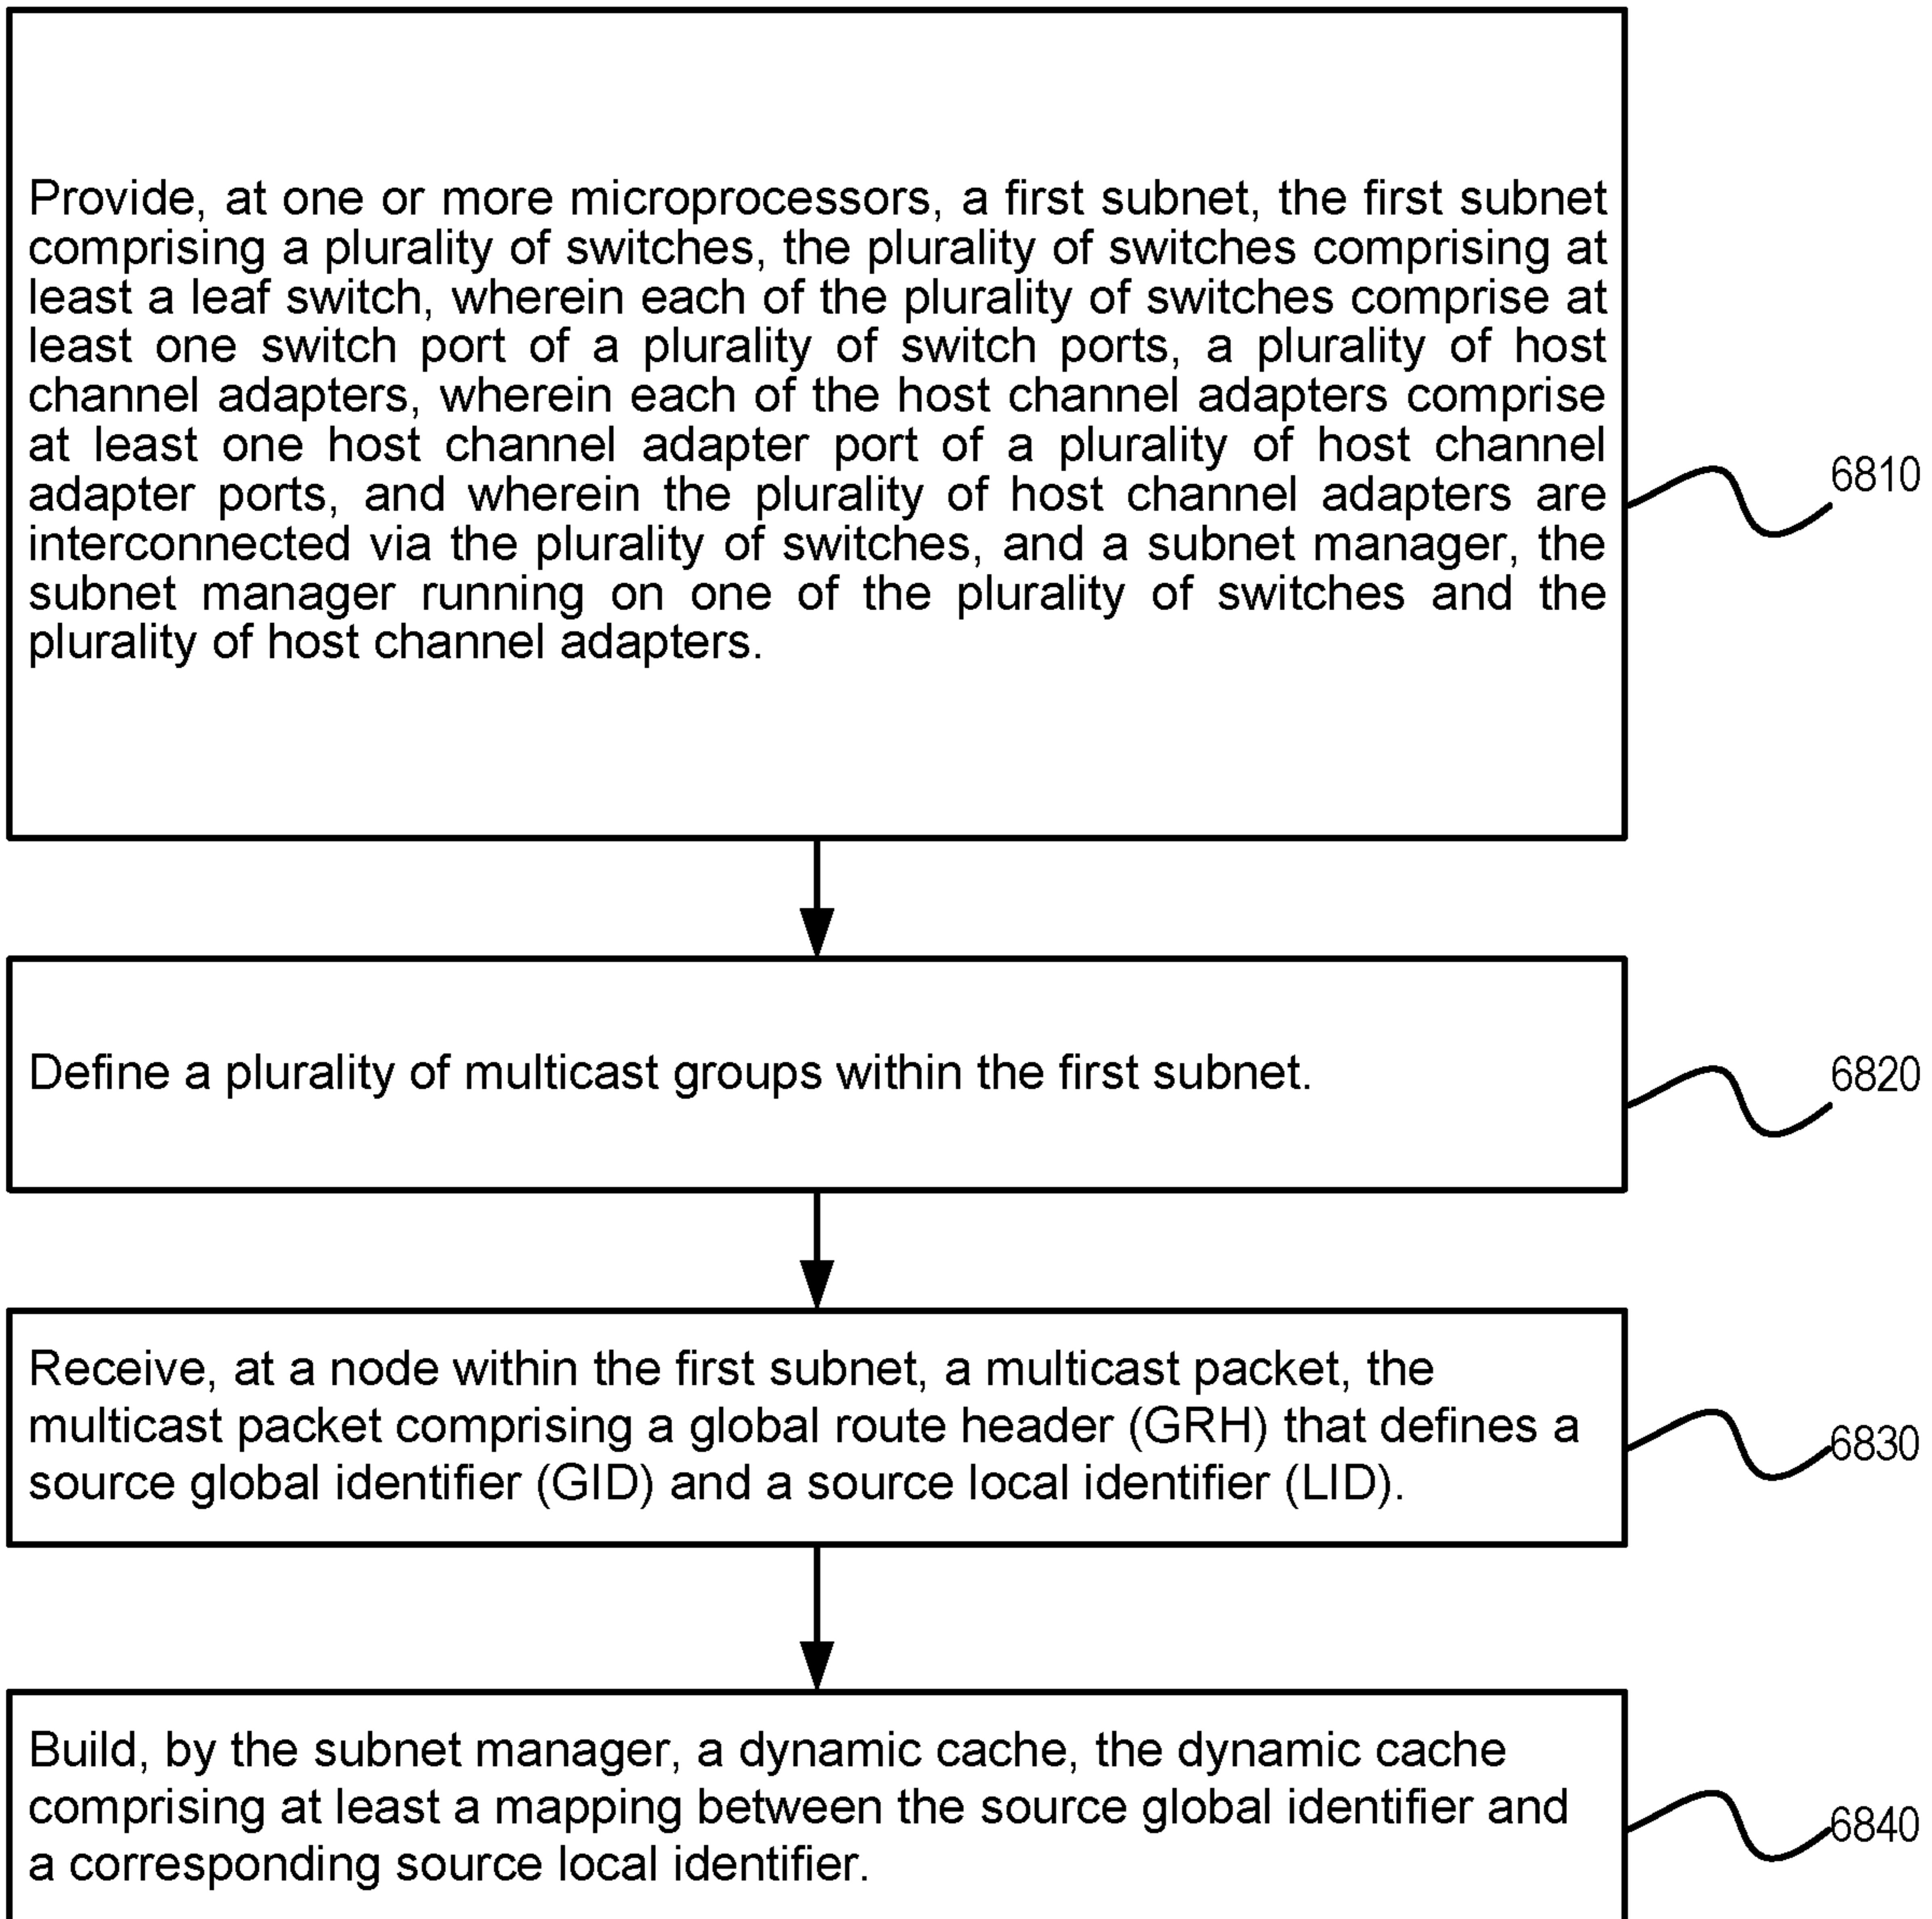 Provide, at one or more microprocessors, a first subnet, the first subnet
comprising a plurality of switches, the plurality of switches comprising at
least a leaf switch, wherein each of the plurality of switches comprise at
least one switch port of a plurality of switch ports, a plurality of host
channel adapters, wherein each of the host channel adapters comprise
at least one host channel adapter port of a plurality of host channel
adapter ports, and wherein the plurality of host channel adapters are
interconnected via the plurality of switches, and a subnet manager, the
subnet manager running on one of the plurality of switches and the
plurality of host channel adapters.
6810
Define a plurality of multicast groups within the first subnet.
6820
Receive, at a node within the first subnet, a multicast packet, the
multicast packet comprising a global route header (GRH) that defines a
source global identifier (GID) and a source local identifier (LID).
6830
Build, by the subnet manager, a dynamic cache, the dynamic cache
comprising at least a mapping between the source global identifier and
a corresponding source local identifier.
6840